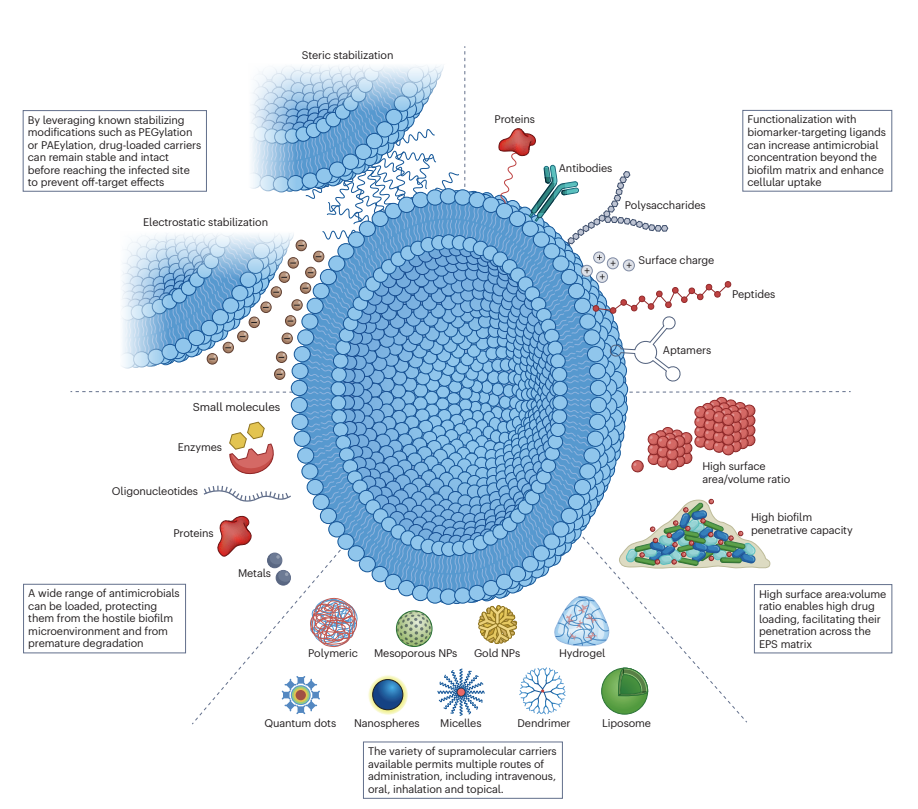 Steric stabilization
By leveraging known stabilizing
modifications such as PEGylation
or PAEylation, drug-loaded carriers
can remain stable and intact
before reaching the infected site
to prevent off-target effects
Electrostatic stabilization
Proteins
Antibodies
Polysaccharides
Surface charge
Peptides
Aptamers
Functionalization with
biomarker-targeting ligands
can increase antimicrobial
concentration beyond the
biofilm matrix and enhance
cellular uptake
Small molecules
Enzymes
Oligonucleotides
Proteins
Metals
A wide range of antimicrobials
can be loaded, protecting
them from the hostile biofilm
microenvironment and from
premature degradation
High surface
area/volume ratio
High biofilm
penetrative capacity
High surface area:volume
ratio enables high drug
loading, facilitating their
penetration across the
EPS matrix
Polymeric
Mesoporous NPs
Gold NPs
Hydrogel
Quantum dots
Nanospheres
Micelles
Dendrimer
Liposome
The variety of supramolecular carriers
available permits multiple routes of
administration, including intravenous,
oral, inhalation and topical.